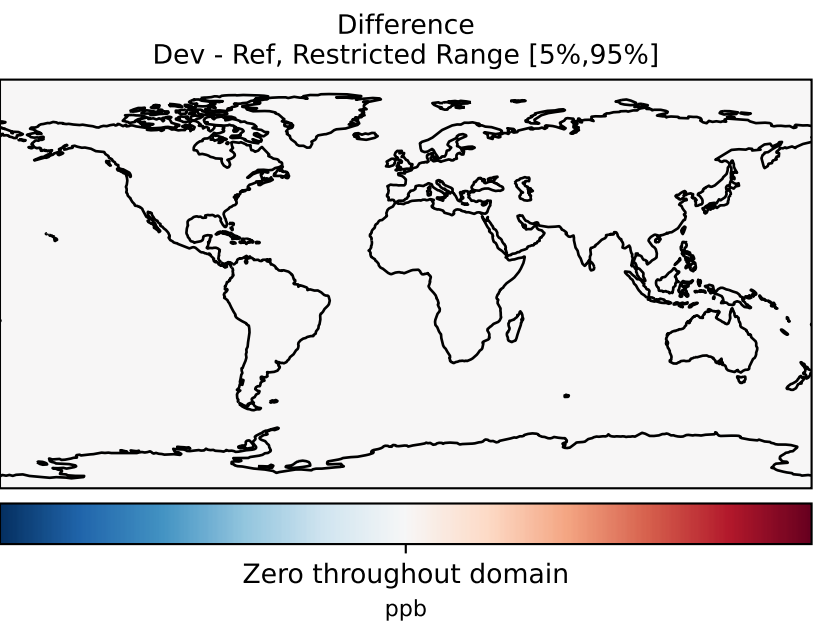 Difference
Dev - Ref, Restricted Range [5%,95%]
Zero throughout domain
ppb